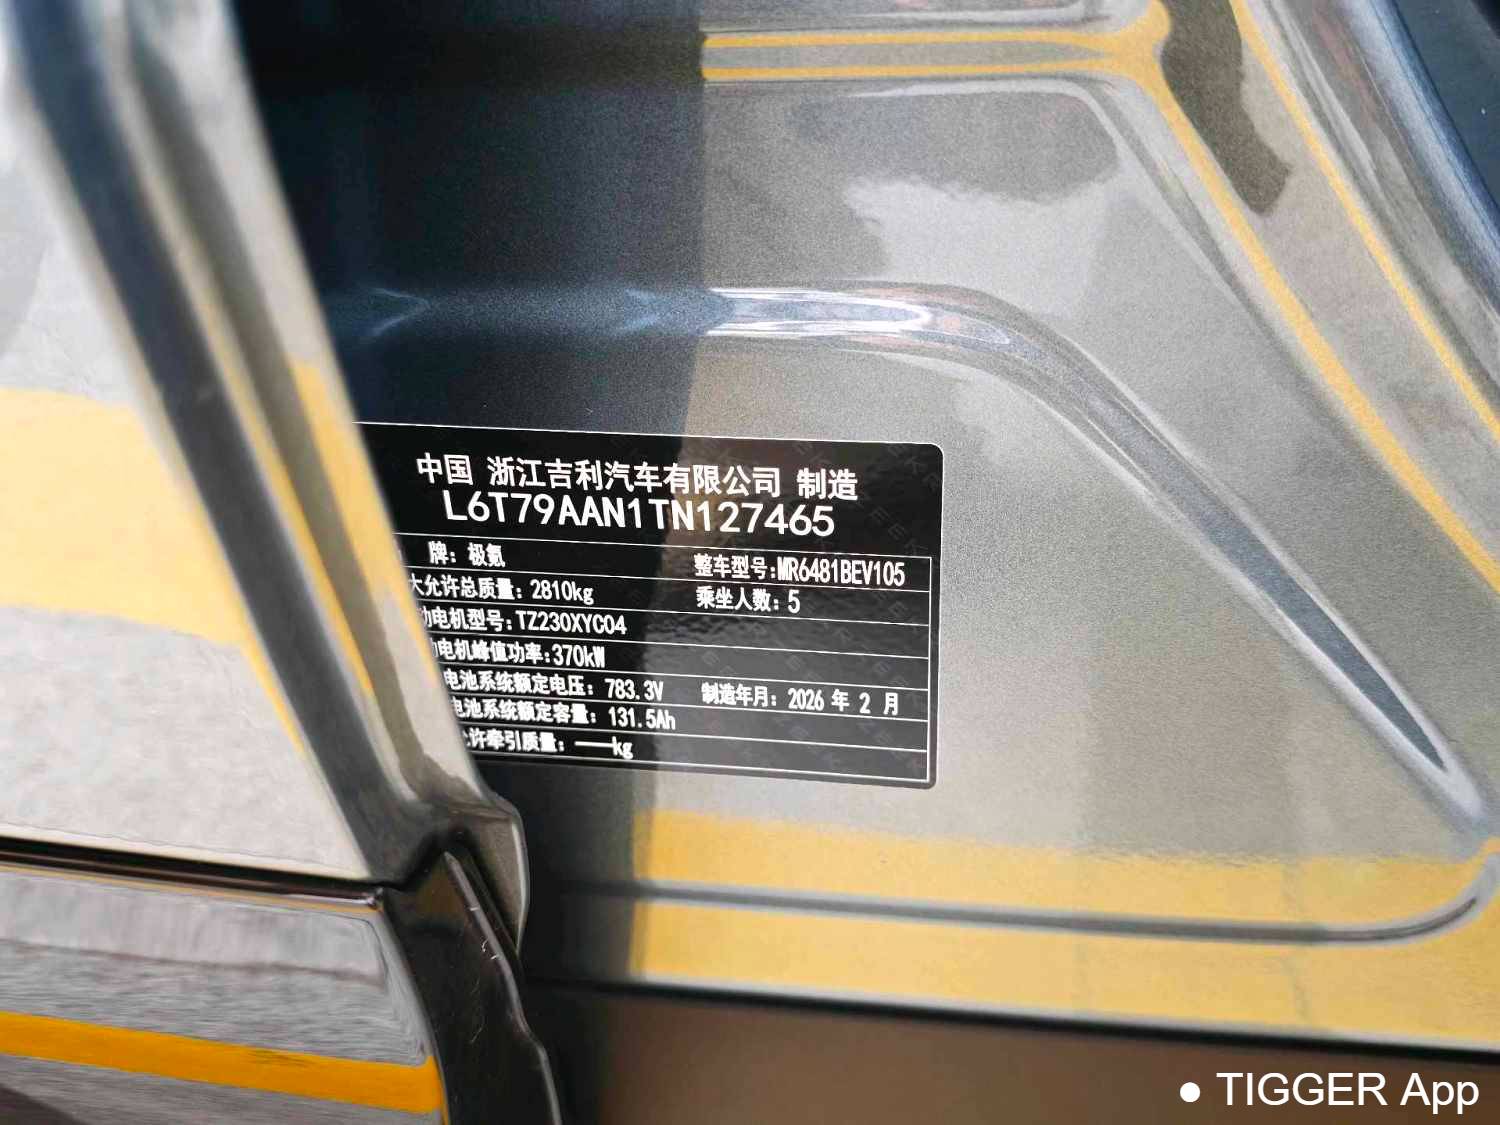 中国 浙江吉利汽车有限公司 制造
L6T79AAN1TN127465
牌：极氪 整车型号：MR6481BEV105
大允许总质量：2810kg 乘坐人数：5
动电机型号：TZ230XYC04
动电机峰值功率：370kW
电池系统额定电压：783.3V 制造年月：2026 年 2 月
电池系统额定容量：131.5Ah
允许牵引质量：——kg
● TIGGER App